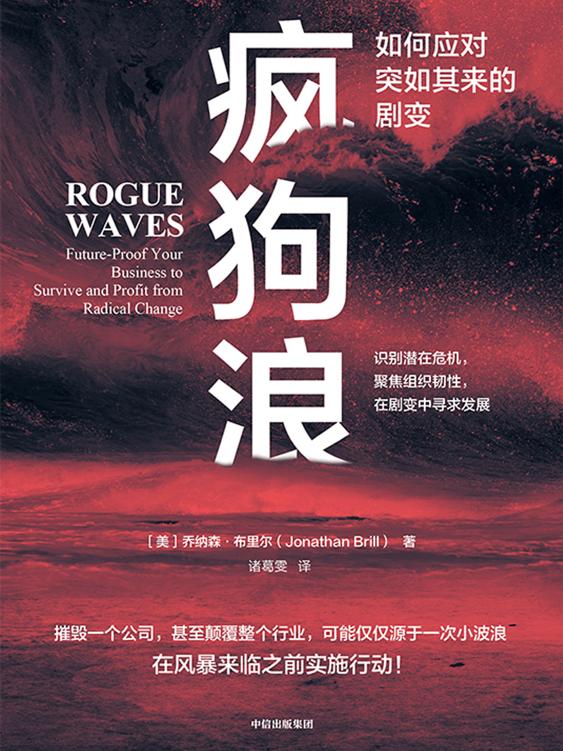 疯狗浪
如何应对
突如其来的
剧变
ROGUE
WAVES
Future-Proof Your
Business to
Survive and Profit from
Radical Change
识别潜在危机，
聚焦组织韧性，
在剧变中寻求发展
［美］乔纳森·布里尔（Jonathan Brill） 著
诸葛雯 译
摧毁一个公司，甚至颠覆整个行业，可能仅仅源于一次小波浪
在风暴来临之前实施行动！
中信出版集团